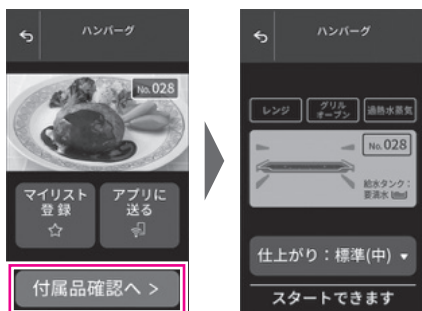 ハンバーグ
No.028
マイリスト
登録
アプリに
送る
付属品確認へ >
ハンバーグ
レンジ
グリル
オーブン
過熱水蒸気
No.028
給水タンク：
要満水
仕上がり：標準(中)
スタートできます